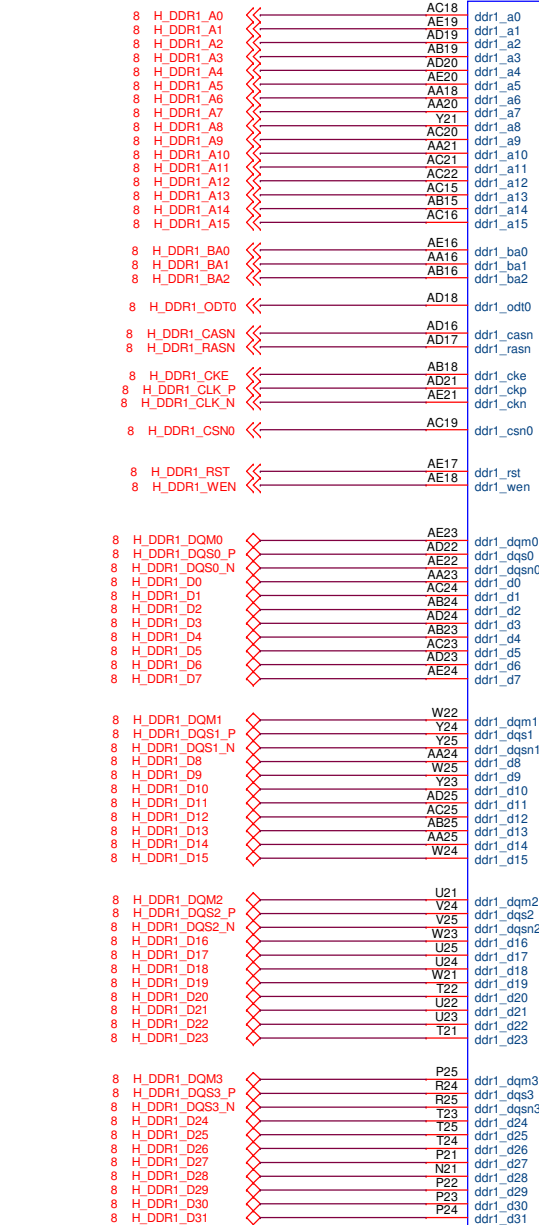 8 H_DDR1_A0 AC18 ddr1_a0
8 H_DDR1_A1 AE19 ddr1_a1
8 H_DDR1_A2 AD19 ddr1_a2
8 H_DDR1_A3 AB19 ddr1_a3
8 H_DDR1_A4 AD20 ddr1_a4
8 H_DDR1_A5 AE20 ddr1_a5
8 H_DDR1_A6 AA18 ddr1_a6
8 H_DDR1_A7 AA20 ddr1_a7
8 H_DDR1_A8 Y21 ddr1_a8
8 H_DDR1_A9 AC20 ddr1_a9
8 H_DDR1_A10 AA21 ddr1_a10
8 H_DDR1_A11 AC21 ddr1_a11
8 H_DDR1_A12 AC22 ddr1_a12
8 H_DDR1_A13 AC15 ddr1_a13
8 H_DDR1_A14 AB15 ddr1_a14
8 H_DDR1_A15 AC16 ddr1_a15
8 H_DDR1_BA0 AE16 ddr1_ba0
8 H_DDR1_BA1 AA16 ddr1_ba1
8 H_DDR1_BA2 AB16 ddr1_ba2
8 H_DDR1_ODT0 AD18 ddr1_odt0
8 H_DDR1_CASN AD16 ddr1_casn
8 H_DDR1_RASN AD17 ddr1_rasn
8 H_DDR1_CKE AB18 ddr1_cke
8 H_DDR1_CLK_P AD21 ddr1_ckp
8 H_DDR1_CLK_N AE21 ddr1_ckn
8 H_DDR1_CSN0 AC19 ddr1_csn0
8 H_DDR1_RST AE17 ddr1_rst
8 H_DDR1_WEN AE18 ddr1_wen
8 H_DDR1_DQM0 AE23 ddr1_dqm0
8 H_DDR1_DQS0_P AD22 ddr1_dqs0
8 H_DDR1_DQS0_N AE22 ddr1_dqsn0
8 H_DDR1_D0 AA23 ddr1_d0
8 H_DDR1_D1 AC24 ddr1_d1
8 H_DDR1_D2 AB24 ddr1_d2
8 H_DDR1_D3 AD24 ddr1_d3
8 H_DDR1_D4 AB23 ddr1_d4
8 H_DDR1_D5 AC23 ddr1_d5
8 H_DDR1_D6 AD23 ddr1_d6
8 H_DDR1_D7 AE24 ddr1_d7
8 H_DDR1_DQM1 W22 ddr1_dqm1
8 H_DDR1_DQS1_P Y24 ddr1_dqs1
8 H_DDR1_DQS1_N Y25 ddr1_dqsn1
8 H_DDR1_D8 AA24 ddr1_d8
8 H_DDR1_D9 W25 ddr1_d9
8 H_DDR1_D10 Y23 ddr1_d10
8 H_DDR1_D11 AD25 ddr1_d11
8 H_DDR1_D12 AC25 ddr1_d12
8 H_DDR1_D13 AB25 ddr1_d13
8 H_DDR1_D14 AA25 ddr1_d14
8 H_DDR1_D15 W24 ddr1_d15
8 H_DDR1_DQM2 U21 ddr1_dqm2
8 H_DDR1_DQS2_P V24 ddr1_dqs2
8 H_DDR1_DQS2_N V25 ddr1_dqsn2
8 H_DDR1_D16 W23 ddr1_d16
8 H_DDR1_D17 U25 ddr1_d17
8 H_DDR1_D18 U24 ddr1_d18
8 H_DDR1_D19 W21 ddr1_d19
8 H_DDR1_D20 T22 ddr1_d20
8 H_DDR1_D21 U22 ddr1_d21
8 H_DDR1_D22 U23 ddr1_d22
8 H_DDR1_D23 T21 ddr1_d23
8 H_DDR1_DQM3 P25 ddr1_dqm3
8 H_DDR1_DQS3_P R24 ddr1_dqs3
8 H_DDR1_DQS3_N R25 ddr1_dqsn3
8 H_DDR1_D24 T23 ddr1_d24
8 H_DDR1_D25 T25 ddr1_d25
8 H_DDR1_D26 T24 ddr1_d26
8 H_DDR1_D27 P21 ddr1_d27
8 H_DDR1_D28 N21 ddr1_d28
8 H_DDR1_D29 P22 ddr1_d29
8 H_DDR1_D30 P23 ddr1_d30
8 H_DDR1_D31 P24 ddr1_d31